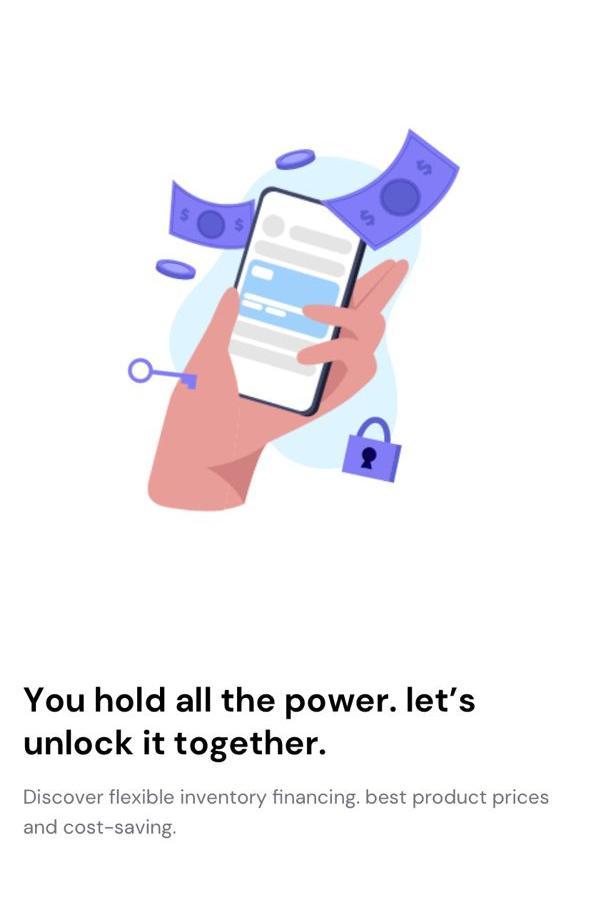 You hold all the power. let’s
unlock it together.
Discover flexible inventory financing. best product prices
and cost-saving.